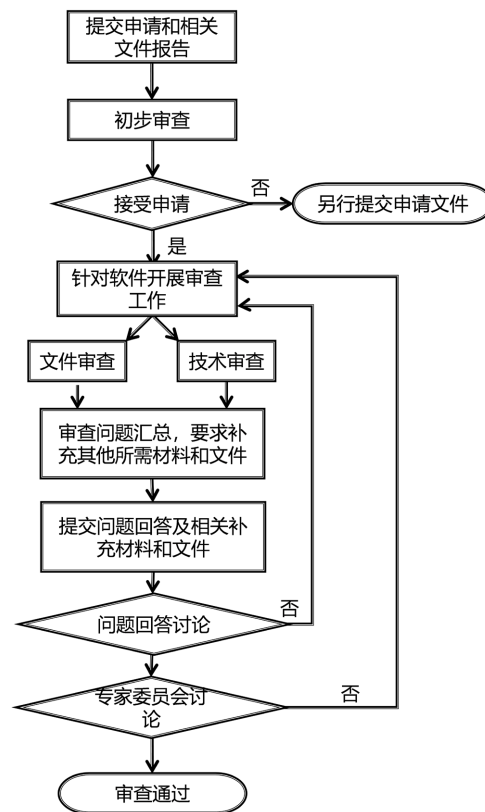 提交申请和相关
文件报告
初步审查
接受申请
否
另行提交申请文件
是
针对软件开展审查
工作
文件审查
技术审查
审查问题汇总，要求补
充其他所需材料和文件
提交问题回答及相关补
充材料和文件
否
问题回答讨论
否
专家委员会讨
论
审查通过